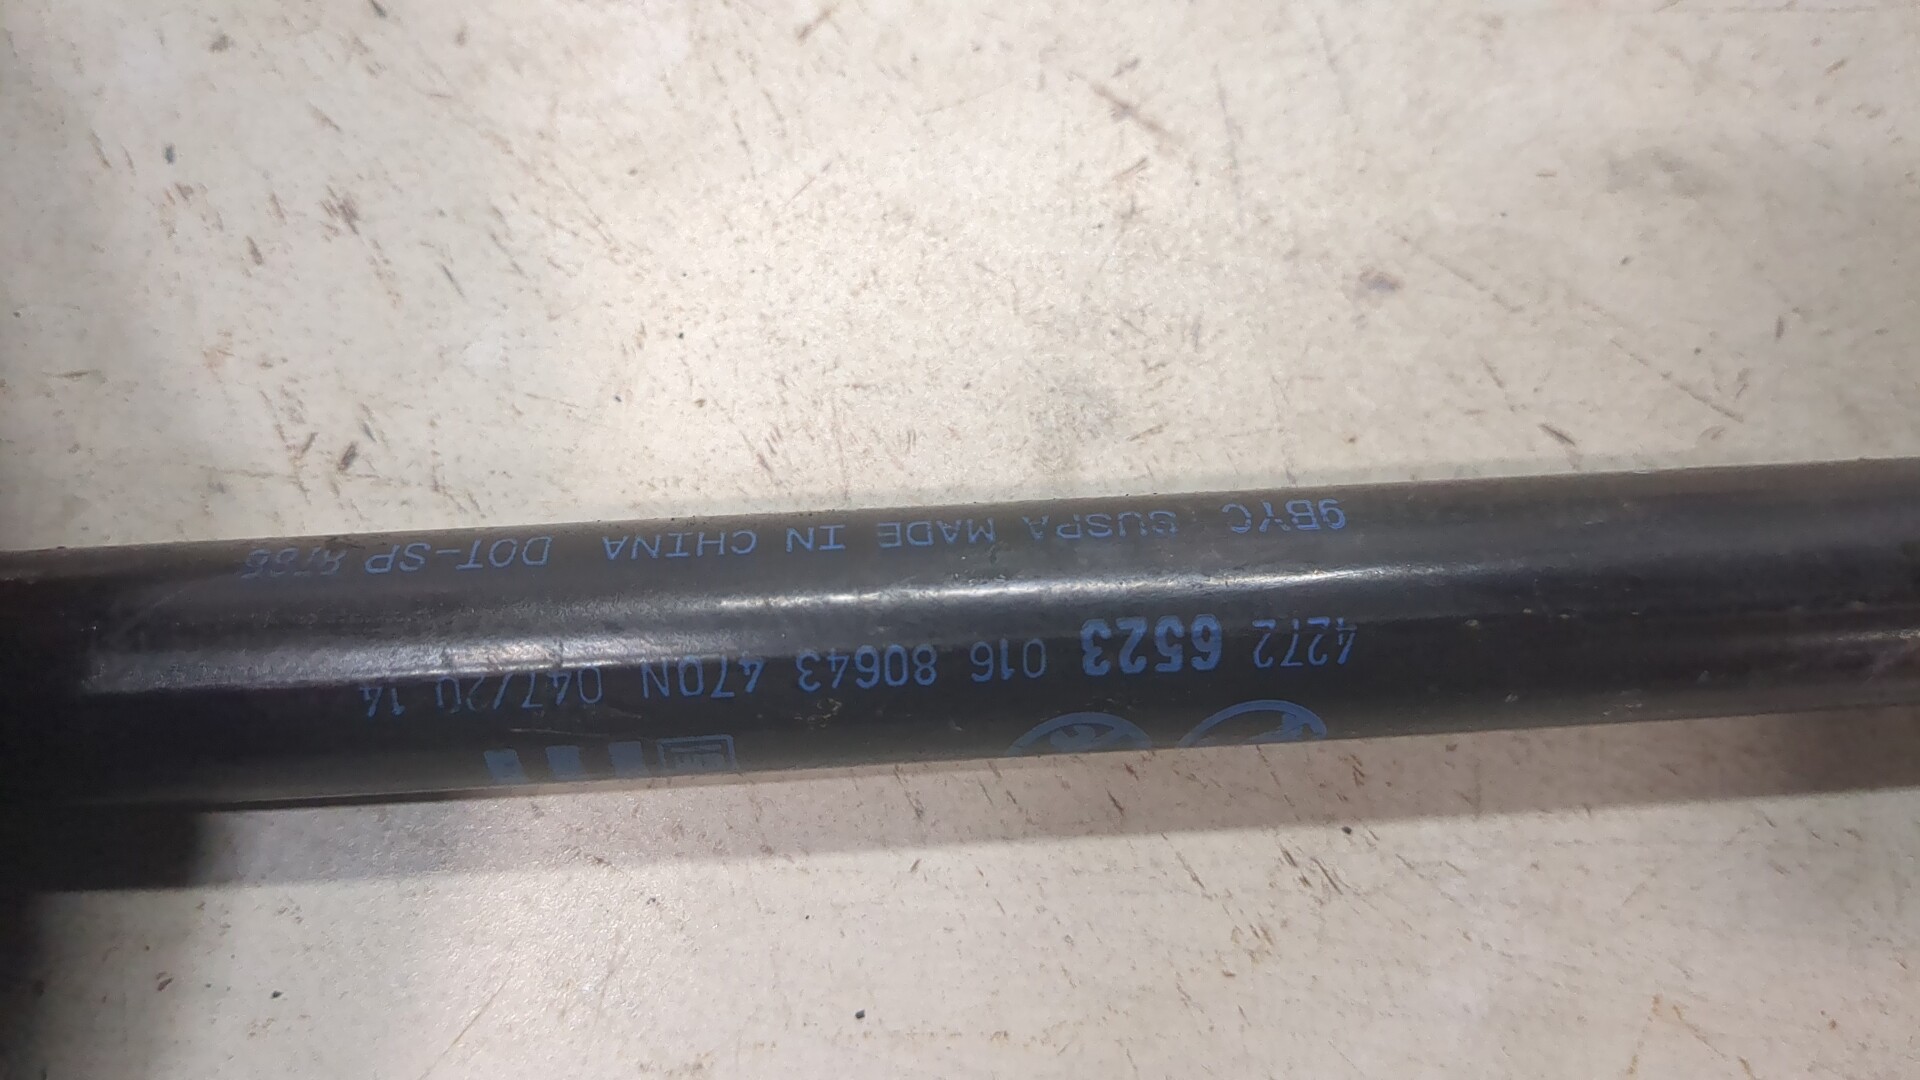 4272 6523 016 80643 470N 047/20 14
9BYC SUSPA MADE IN CHINA DOT-SP